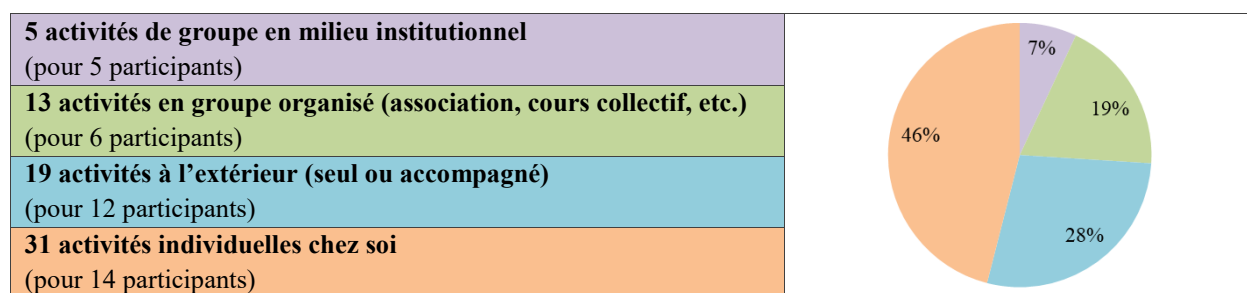 5 activités de groupe en milieu institutionnel
(pour 5 participants)
13 activités en groupe organisé (association, cours collectif, etc.)
(pour 6 participants)
19 activités à l’extérieur (seul ou accompagné)
(pour 12 participants)
31 activités individuelles chez soi
(pour 14 participants)
7%
19%
28%
46%